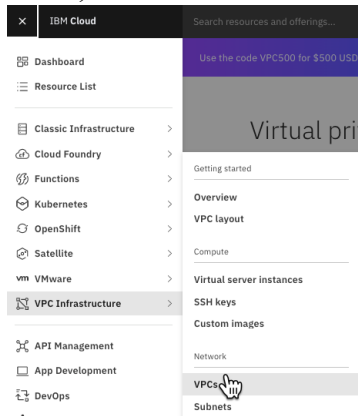 IBM Cloud
Search resources and offerings...
Use the code VPC500 for $500 USD
Virtual pri
Dashboard
Resource List
Classic Infrastructure
Cloud Foundry
Functions
Kubernetes
OpenShift
Satellite
vm VMware
VPC Infrastructure
API Management
App Development
DevOps
Getting started
Overview
VPC layout
Compute
Virtual server instances
SSH keys
Custom images
Network
VPCs
Subnets